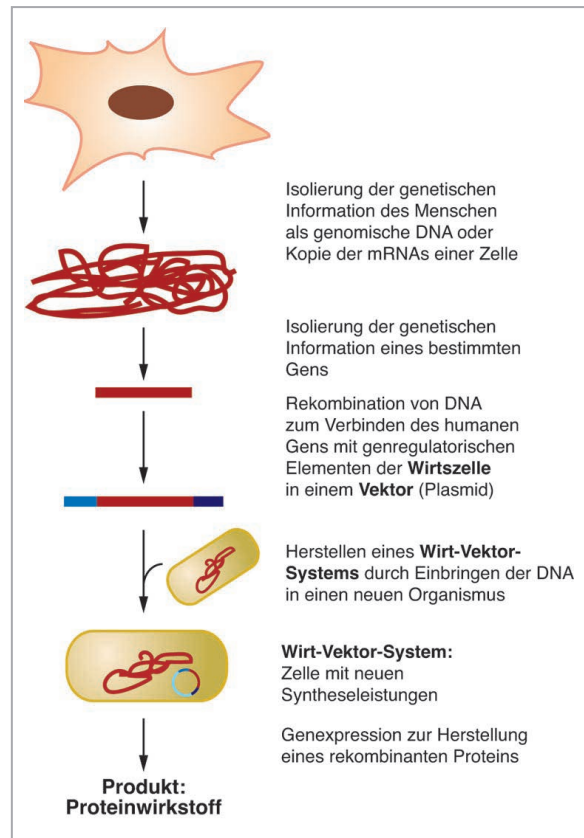 Isolierung der genetischen
Information des Menschen
als genomische DNA oder
Kopie der mRNAs einer Zelle
Isolierung der genetischen
Information eines bestimmten
Gens
Rekombination von DNA
zum Verbinden des humanen
Gens mit genregulatorischen
Elementen der Wirtszelle
in einem Vektor (Plasmid)
Herstellen eines Wirt-Vektor-
Systems durch Einbringen der DNA
in einen neuen Organismus
Wirt-Vektor-System:
Zelle mit neuen
Syntheseleistungen
Genexpression zur Herstellung
eines rekombinanten Proteins
Produkt:
Proteinwirkstoff